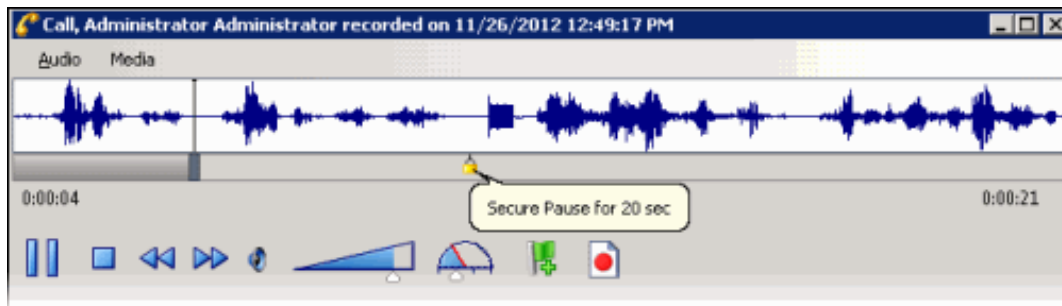 Call, Administrator Administrator recorded on 11/26/2012 12:49:17 PM
Audio Media
0:00:04
Secure Pause for 20 sec
0:00:21